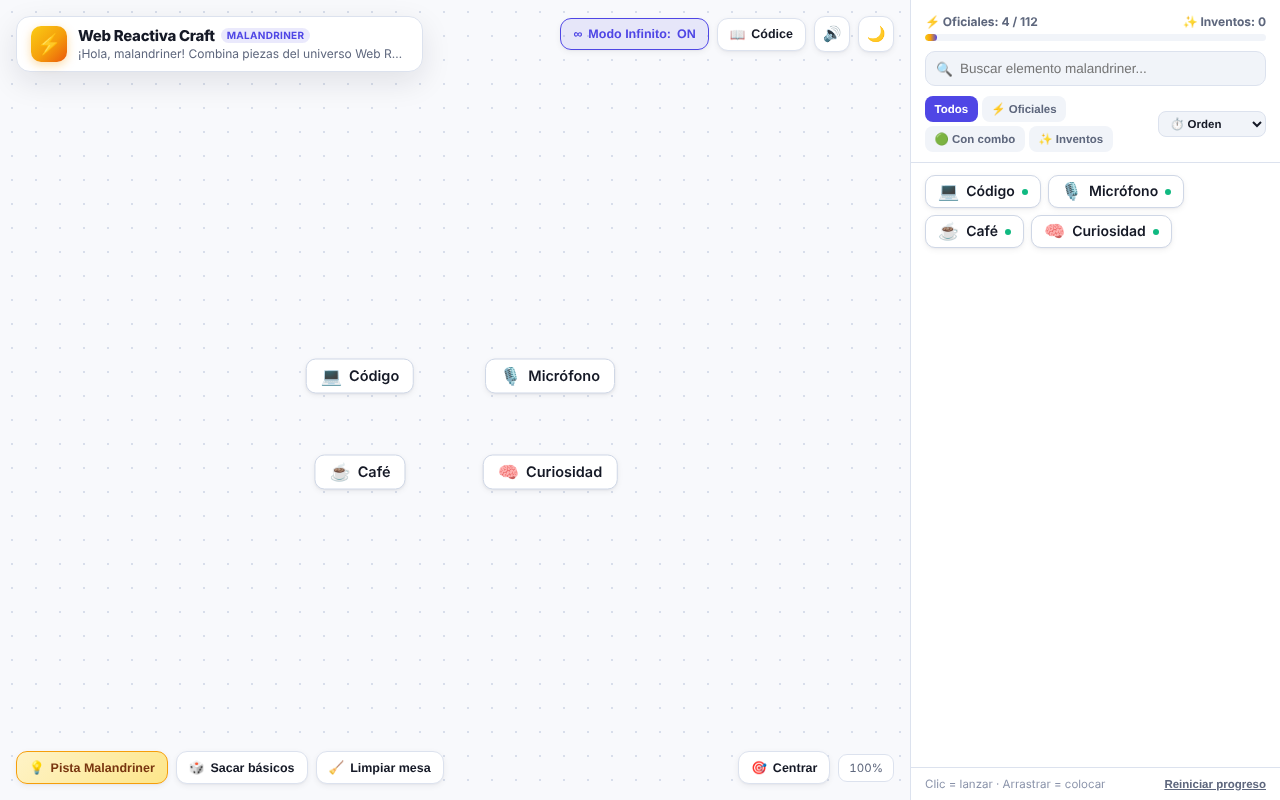 Web Reactiva Craft MALANDRINER
¡Hola, malandriner! Combina piezas del universo Web R...
∞ Modo Infinito: ON
Códice
Código
Micrófono
Café
Curiosidad
Pista Malandriner
Sacar básicos
Limpiar mesa
Centrar
100%
Oficiales: 4 / 112
Inventos: 0
Buscar elemento malandriner...
Todos
Oficiales
Con combo
Inventos
Orden
Código
Micrófono
Café
Curiosidad
Clic = lanzar · Arrastrar = colocar
Reiniciar progreso